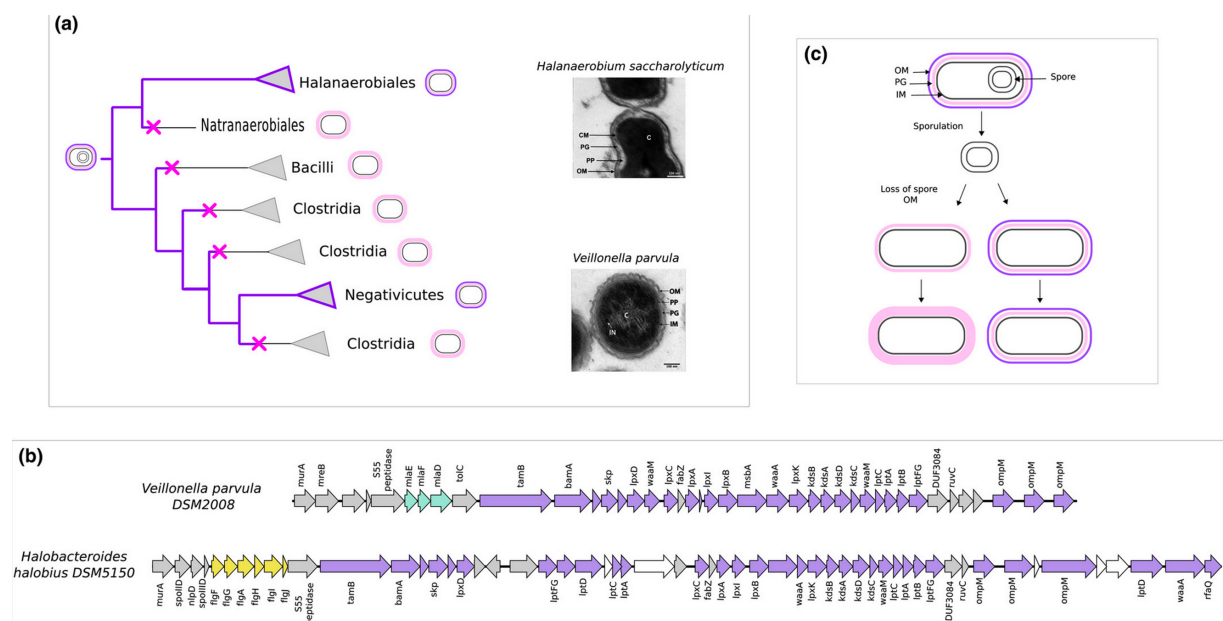 (a)
Halanaerobiales
Natranaerobiales
Bacilli
Clostridia
Clostridia
Negativicutes
Clostridia
Halanaerobium saccharolyticum
CM
PG
PP
OM
C
Veillonella parvula
OM
PP
PG
IM
C
IN
(c)
OM
PG
IM
Spore
Sporulation
Loss of spore
OM
(b)
Veillonella parvula
DSM2008
murA mreB S55 peptidase mlaE mlaF mlaD tolC tamB bamA skp lpxD waaM lpxC fabZ lpxA lpxI lpxB msbA waaA lpxK kdsB kdsA kdsD kdsC waaM lptC lptA lptB lptFG DUF3084 ruvC ompM ompM ompM
Halobacteroides
halobius DSM5150
murA spoIID nlpD spoIIID flgF flgG flgA flgH flgI flgJ S55 eptidase tamB bamA skp lpxD lptFG lptD lptC lptA lpxC fabZ lpxA lpxI lpxB waaA lpxK kdsB kdsA kdsD kdsC waaM lptC lptA lptB lptFG DUF3084 ruvC ompM ompM ompM lptD waaA rfaQ